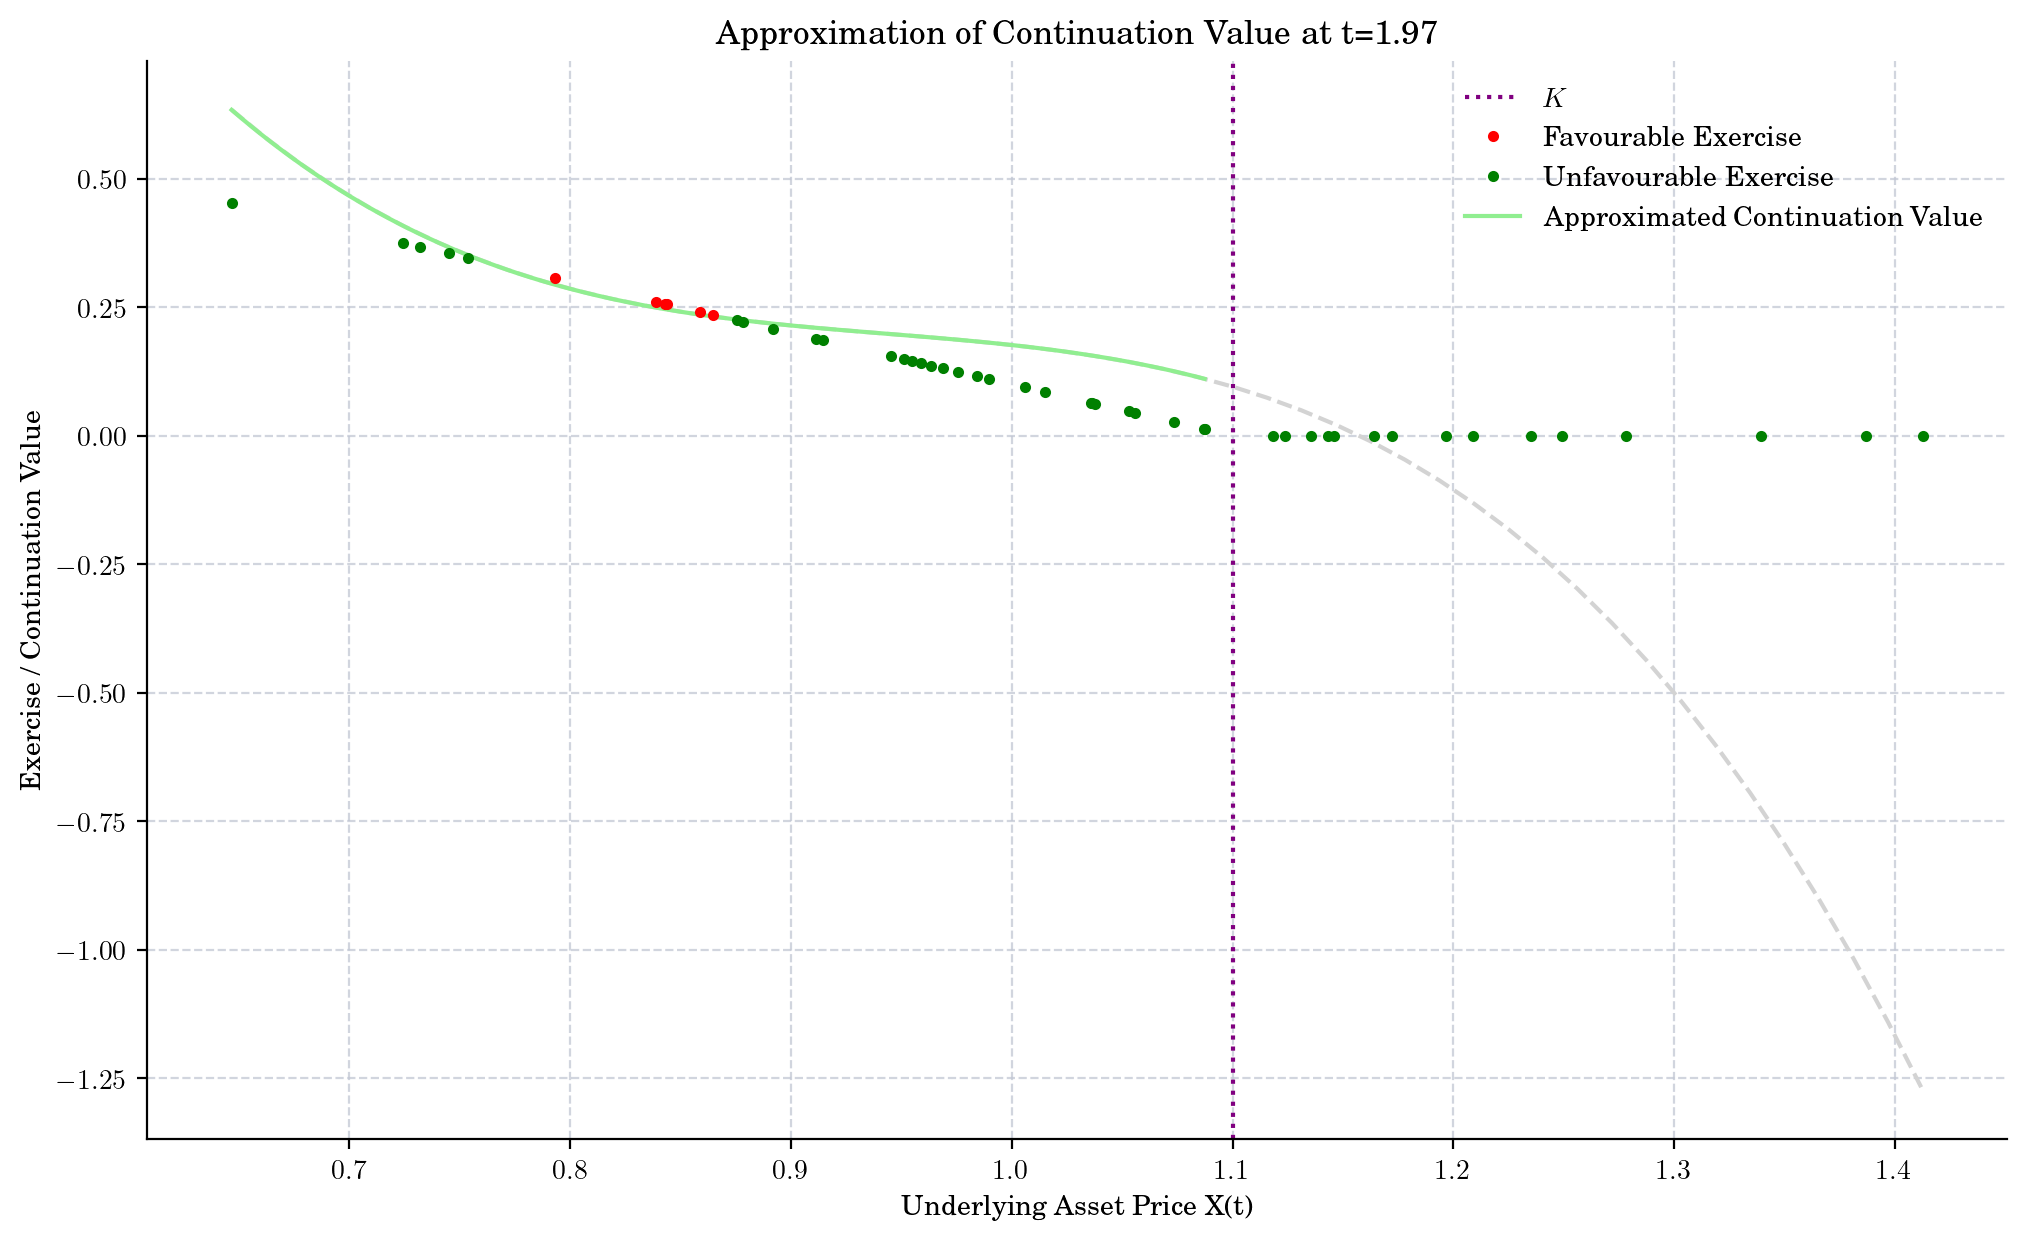 Approximation of Continuation Value at t=1.97
K
Favourable Exercise
Unfavourable Exercise
Approximated Continuation Value
Exercise / Continuation Value
0.50
0.25
0.00
−0.25
−0.50
−0.75
−1.00
−1.25
0.7 0.8 0.9 1.0 1.1 1.2 1.3 1.4
Underlying Asset Price X(t)